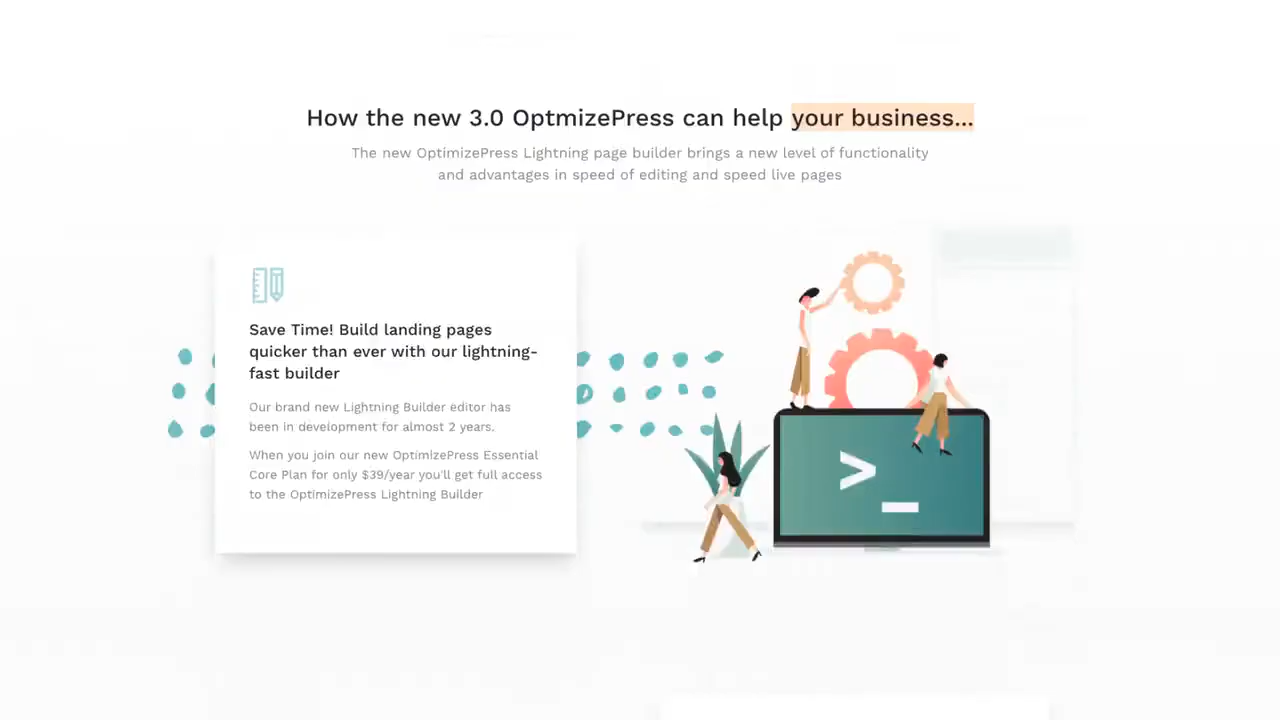 How the new 3.0 OptmizePress can help your business...
The new OptimizePress Lightning page builder brings a new level of functionality
and advantages in speed of editing and speed live pages
Save Time! Build landing pages
quicker than ever with our lightning-
fast builder
Our brand new Lightning Builder editor has
been in development for almost 2 years.
When you join our new OptimizePress Essential
Core Plan for only $39/year you'll get full access
to the OptimizePress Lightning Builder
>_